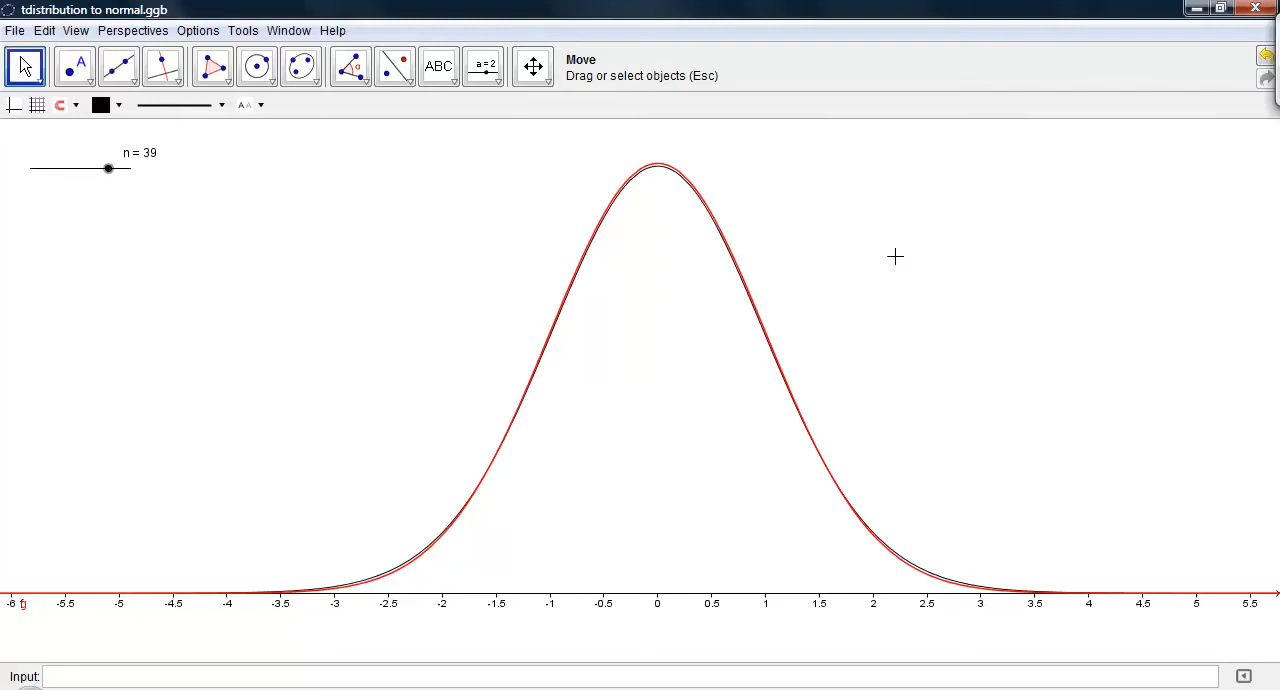 tdistribution to normal.ggb
File Edit View Perspectives Options Tools Window Help
A
α
ABC
a = 2
Move
Drag or select objects (Esc)
A A
n = 39
-6 -5.5 -5 -4.5 -4 -3.5 -3 -2.5 -2 -1.5 -1 -0.5 0 0.5 1 1.5 2 2.5 3 3.5 4 4.5 5 5.5
Input: